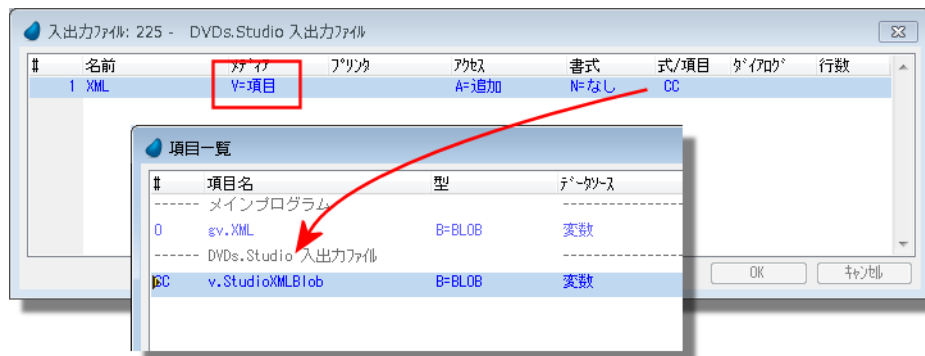 入出力ﾌｧｲﾙ: 225 - DVDs.Studio 入出力ﾌｧｲﾙ
# 名前 ﾒﾃﾞｨｱ ﾌﾟﾘﾝﾀ ｱｸｾｽ 書式 式/項目 ﾀﾞｲｱﾛｸﾞ 行数
1 XML V=項目 A=追加 N=なし CC
項目一覧
# 項目名 型 ﾃﾞｰﾀｿｰｽ
------ メインプログラム ------------
O gv.XML B=BLOB 変数
------ DVDs.Studio 入出力ﾌｧｲﾙ ------------
CC v.StudioXMLBlob B=BLOB 変数
OK ｷｬﾝｾﾙ